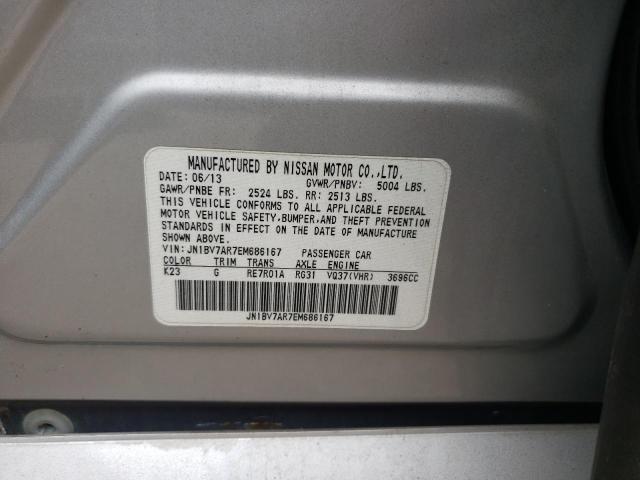 MANUFACTURED BY NISSAN MOTOR CO.,LTD.
DATE: 06/13 GVWR/PNBV: 5004 LBS.
GAWR/PNBE FR: 2524 LBS. RR: 2513 LBS.
THIS VEHICLE CONFORMS TO ALL APPLICABLE FEDERAL
MOTOR VEHICLE SAFETY,BUMPER,AND THEFT PREVENTION
STANDARDS IN EFFECT ON THE DATE OF MANUFACTURE
SHOWN ABOVE.
VIN: JN1BV7AR7EM686167 PASSENGER CAR
COLOR TRIM TRANS AXLE ENGINE
K23 G RE7R01A RG31 VQ37(VHR) 3696CC
JN1BV7AR7EM686167